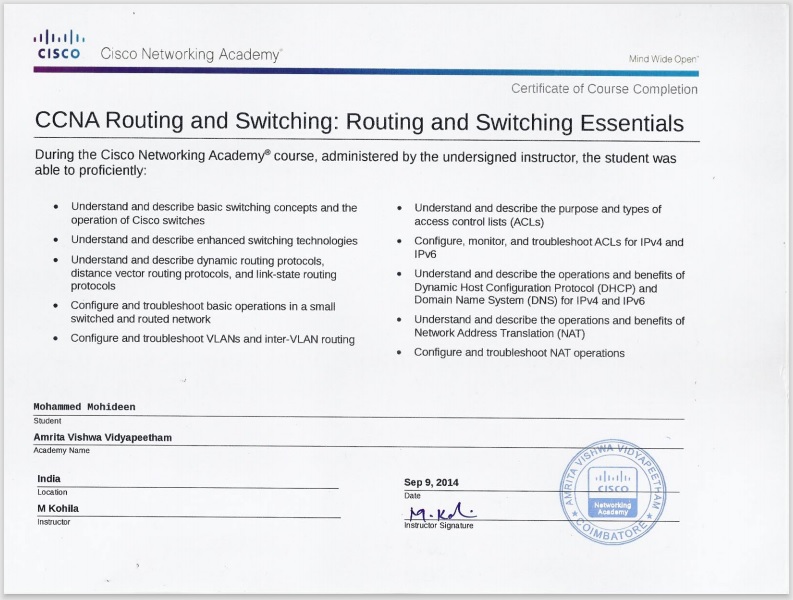 CISCO
Cisco Networking Academy®
Mind Wide Open™
Certificate of Course Completion
CCNA Routing and Switching: Routing and Switching Essentials
During the Cisco Networking Academy® course, administered by the undersigned instructor, the student was
able to proficiently:
• Understand and describe basic switching concepts and the
operation of Cisco switches
• Understand and describe enhanced switching technologies
• Understand and describe dynamic routing protocols,
distance vector routing protocols, and link-state routing
protocols
• Configure and troubleshoot basic operations in a small
switched and routed network
• Configure and troubleshoot VLANs and inter-VLAN routing
• Understand and describe the purpose and types of
access control lists (ACLs)
• Configure, monitor, and troubleshoot ACLs for IPv4 and
IPv6
• Understand and describe the operations and benefits of
Dynamic Host Configuration Protocol (DHCP) and
Domain Name System (DNS) for IPv4 and IPv6
• Understand and describe the operations and benefits of
Network Address Translation (NAT)
• Configure and troubleshoot NAT operations
Mohammed Mohideen
Student
Amrita Vishwa Vidyapeetham
Academy Name
India
Location
M Kohila
Instructor
Sep 9, 2014
Date
Instructor Signature
AMRITA VISHWA VIDYAPEETHAM
CISCO
Networking
Academy
COIMBATORE